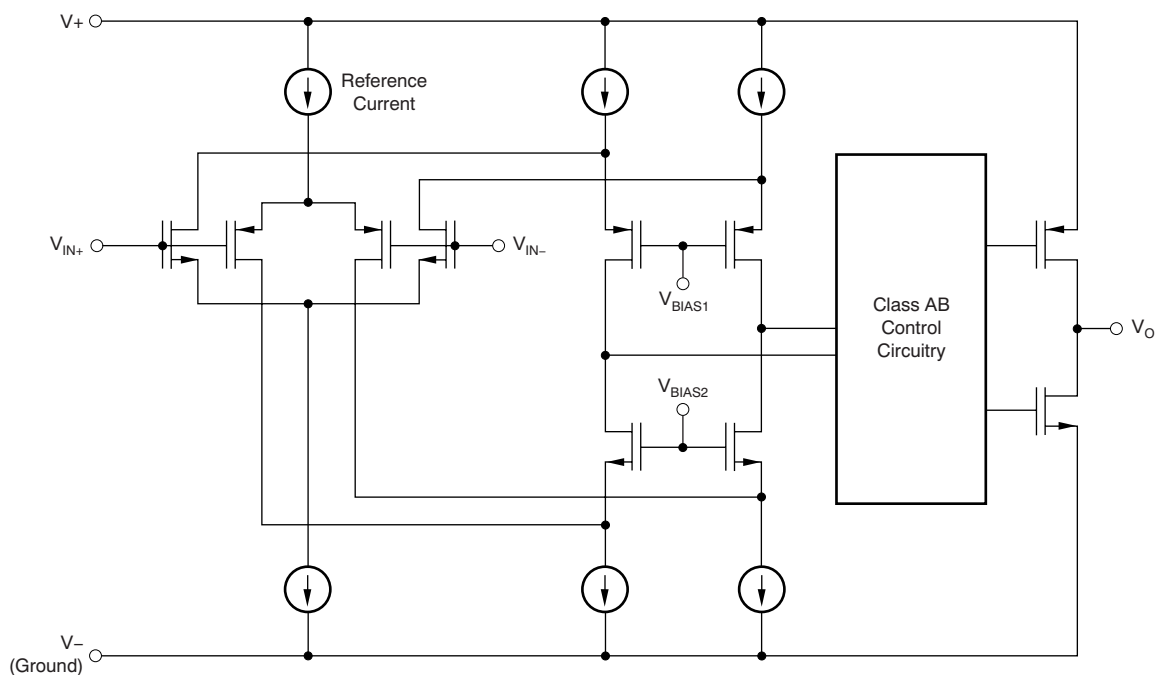 V+
Reference
Current
V_IN+
V_IN−
V_BIAS1
V_BIAS2
Class AB
Control
Circuitry
V_O
V−
(Ground)